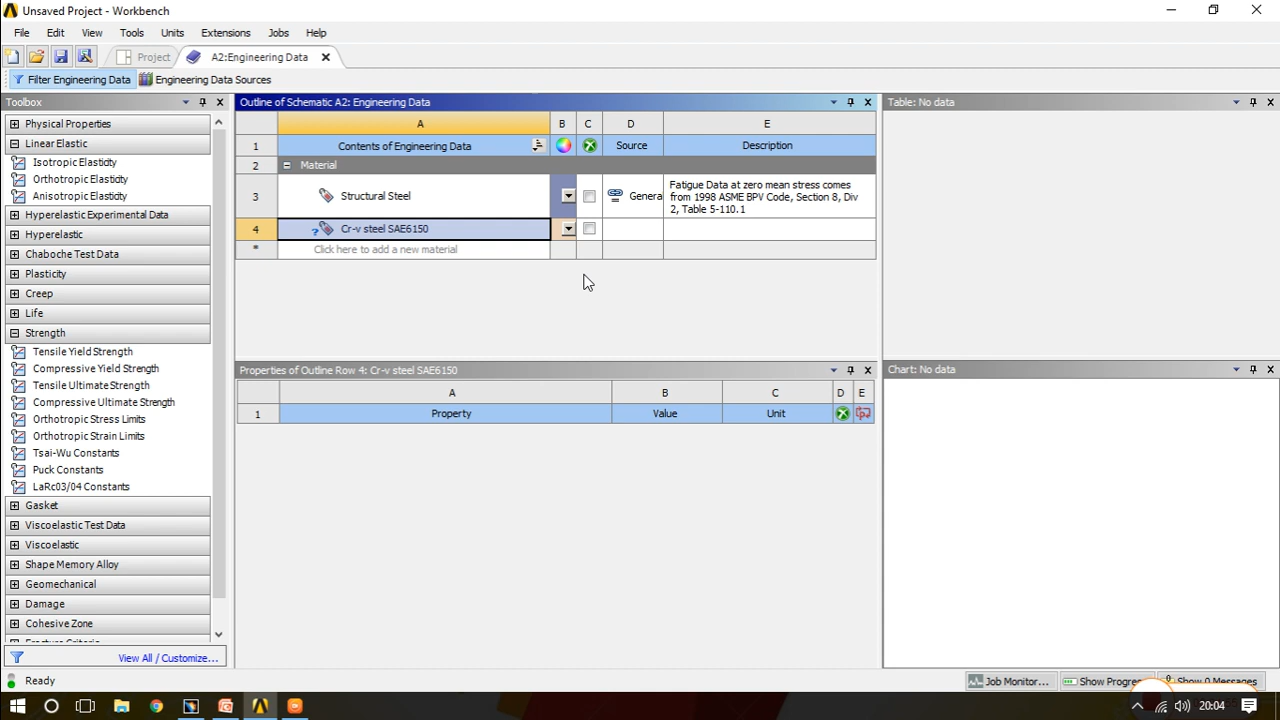 Unsaved Project - Workbench
File Edit View Tools Units Extensions Jobs Help
Project A2:Engineering Data
Filter Engineering Data Engineering Data Sources
Toolbox
Physical Properties
Linear Elastic
Isotropic Elasticity
Orthotropic Elasticity
Anisotropic Elasticity
Hyperelastic Experimental Data
Hyperelastic
Chaboche Test Data
Plasticity
Creep
Life
Strength
Tensile Yield Strength
Compressive Yield Strength
Tensile Ultimate Strength
Compressive Ultimate Strength
Orthotropic Stress Limits
Orthotropic Strain Limits
Tsai-Wu Constants
Puck Constants
LaRc03/04 Constants
Gasket
Viscoelastic Test Data
Viscoelastic
Shape Memory Alloy
Geomechanical
Damage
Cohesive Zone
View All / Customize...
Outline of Schematic A2: Engineering Data
A B C D E
1 Contents of Engineering Data Source Description
2 Material
3 Structural Steel Genera Fatigue Data at zero mean stress comes
from 1998 ASME BPV Code, Section 8, Div
2, Table 5-110.1
4 ? Cr-v steel SAE6150
* Click here to add a new material
Properties of Outline Row 4: Cr-v steel SAE6150
A B C D E
1 Property Value Unit
Table: No data
Chart: No data
Ready
Job Monitor... Show Progre Show 0 Messages
20:04